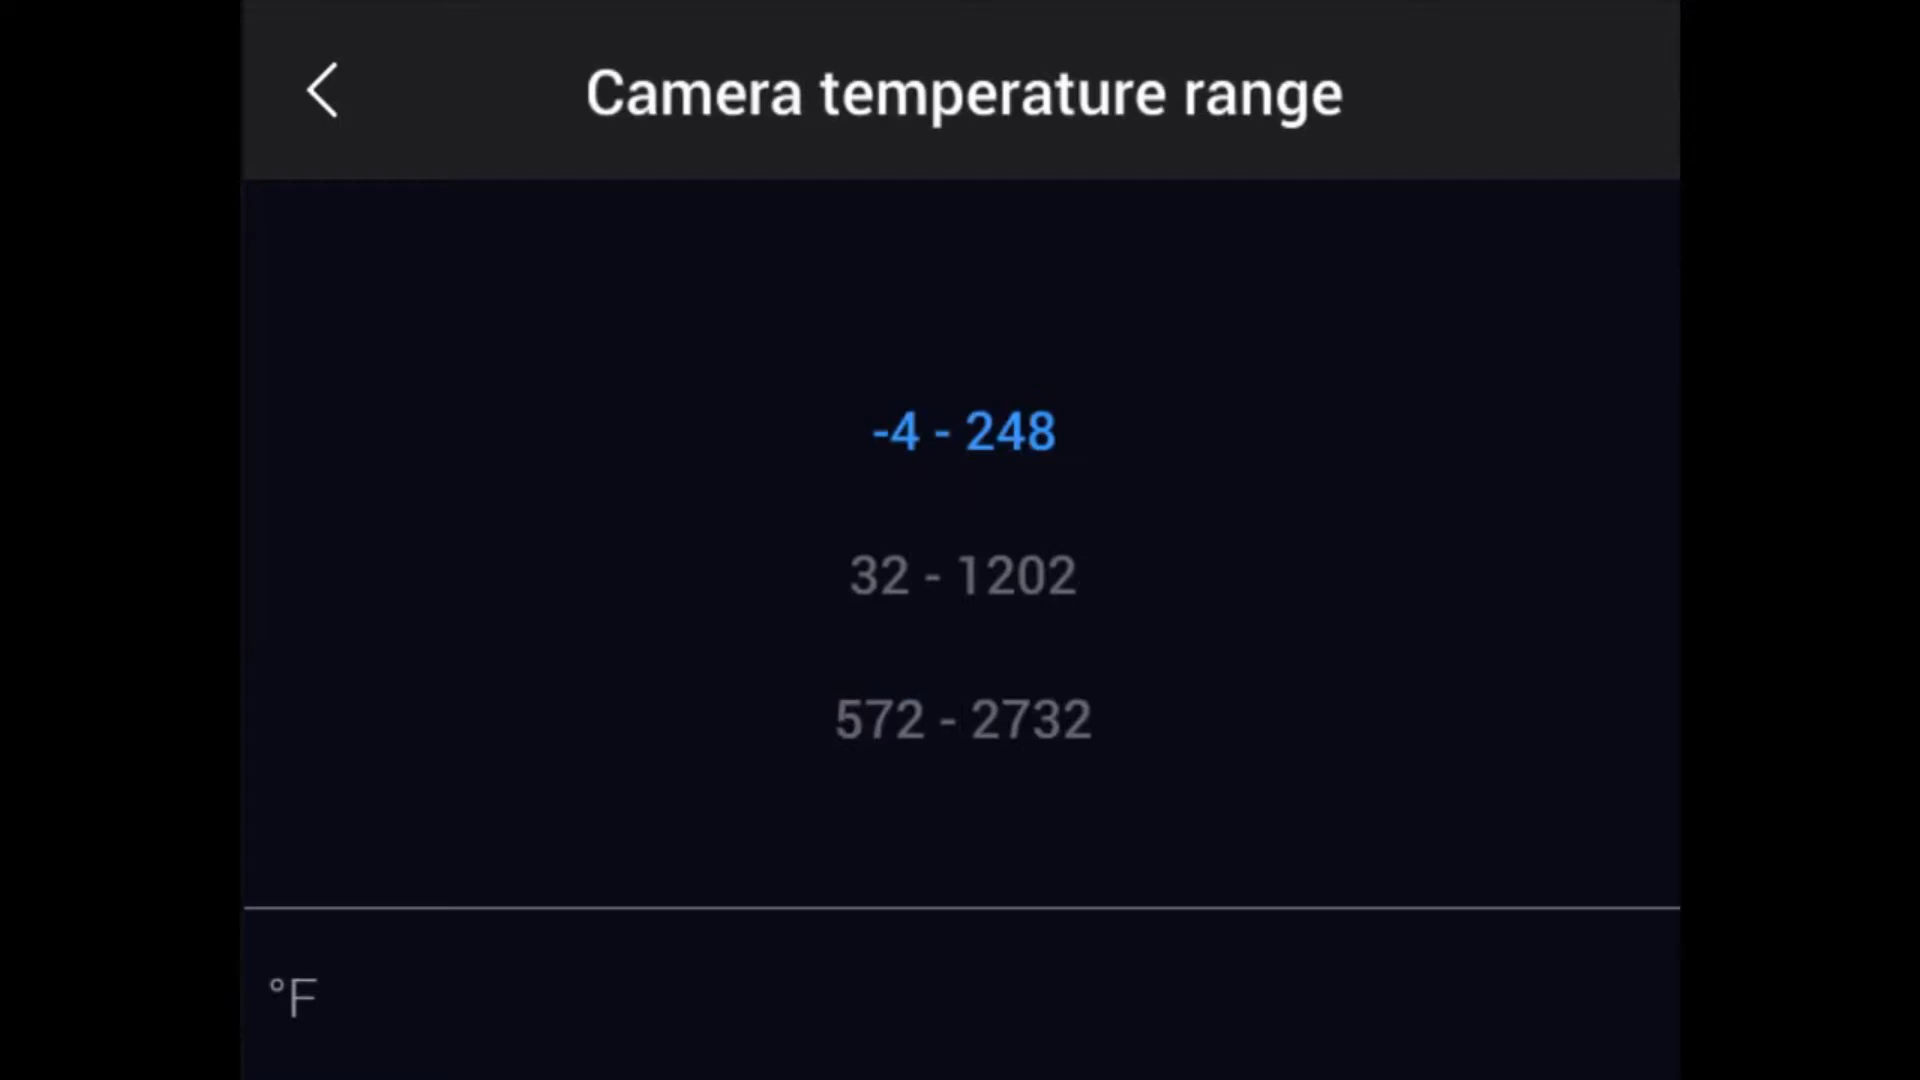 Camera temperature range
-4 - 248
32 - 1202
572 - 2732
°F